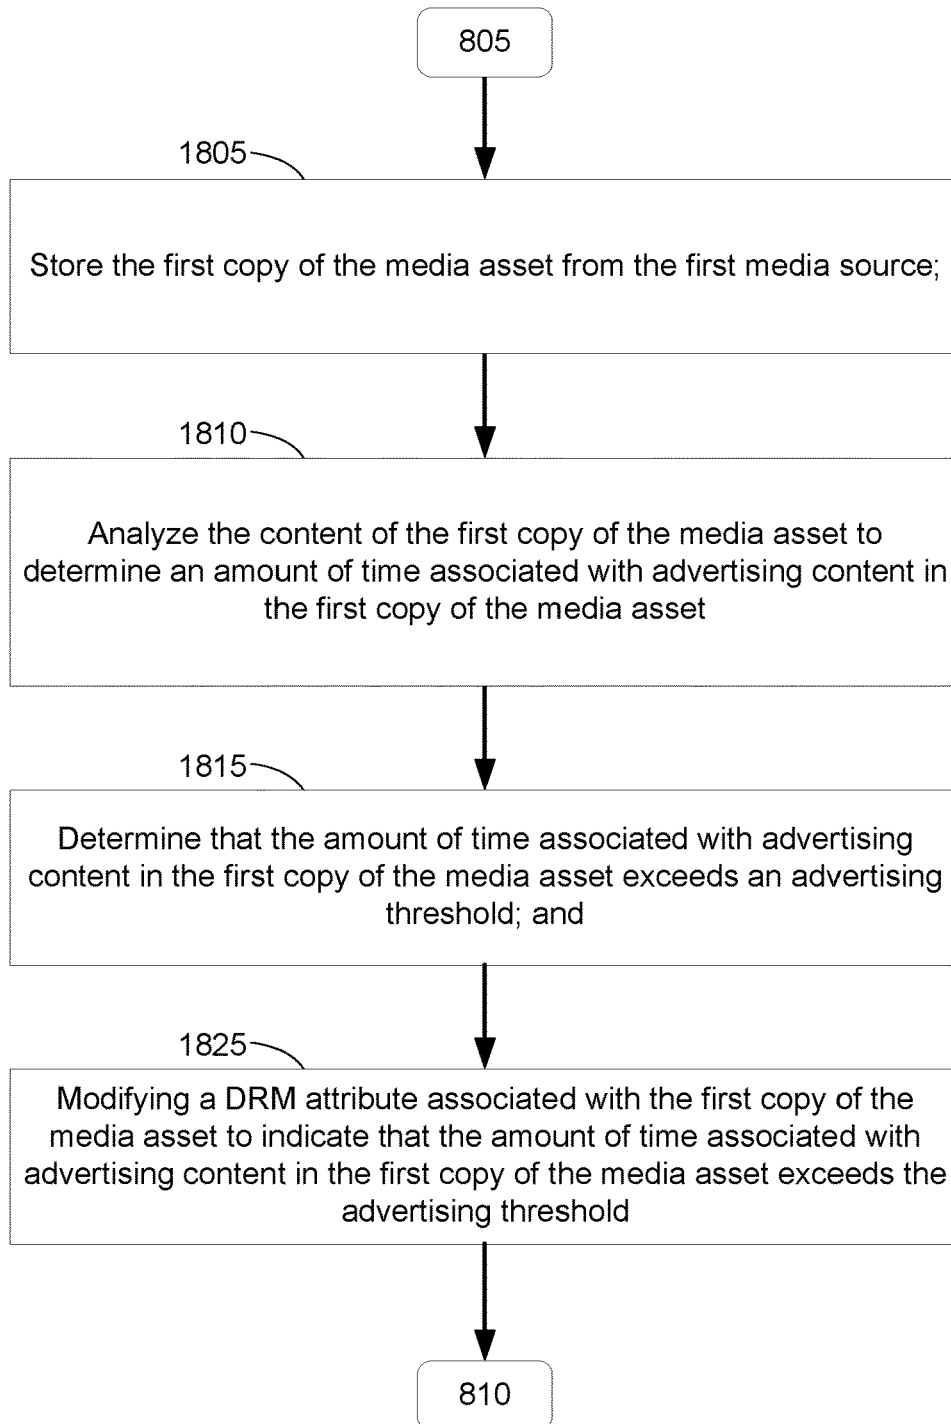 805
1805
Store the first copy of the media asset from the first media source;
1810
Analyze the content of the first copy of the media asset to
determine an amount of time associated with advertising content in
the first copy of the media asset
1815
Determine that the amount of time associated with advertising
content in the first copy of the media asset exceeds an advertising
threshold; and
1825
Modifying a DRM attribute associated with the first copy of the
media asset to indicate that the amount of time associated with
advertising content in the first copy of the media asset exceeds the
advertising threshold
810